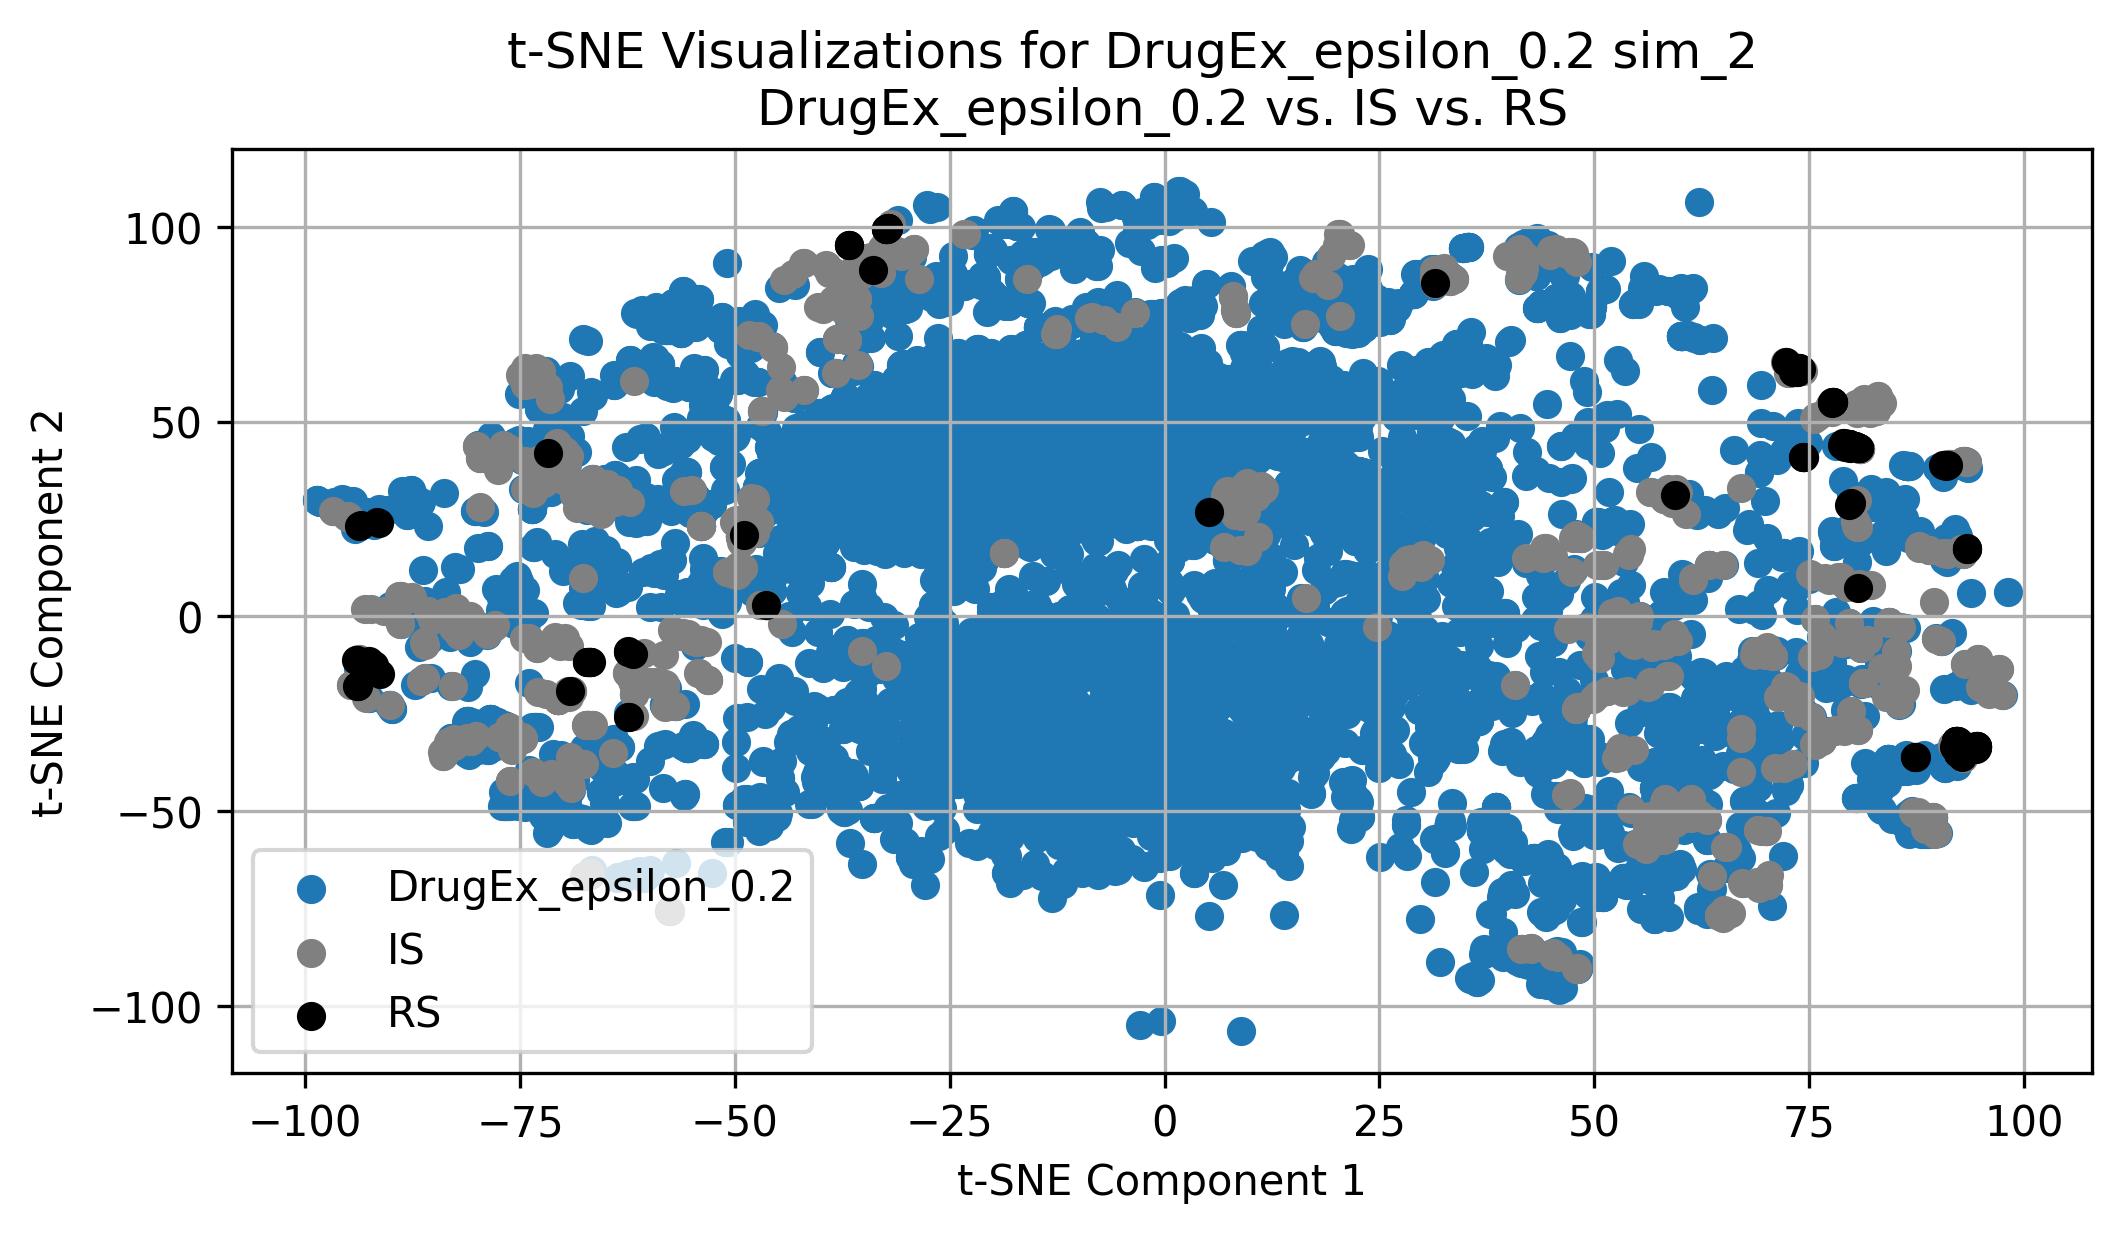 t-SNE Visualizations for DrugEx_epsilon_0.2 sim_2
DrugEx_epsilon_0.2 vs. IS vs. RS
t-SNE Component 2
100
50
0
−50
−100
DrugEx_epsilon_0.2
IS
RS
−100 −75 −50 −25 0 25 50 75 100
t-SNE Component 1